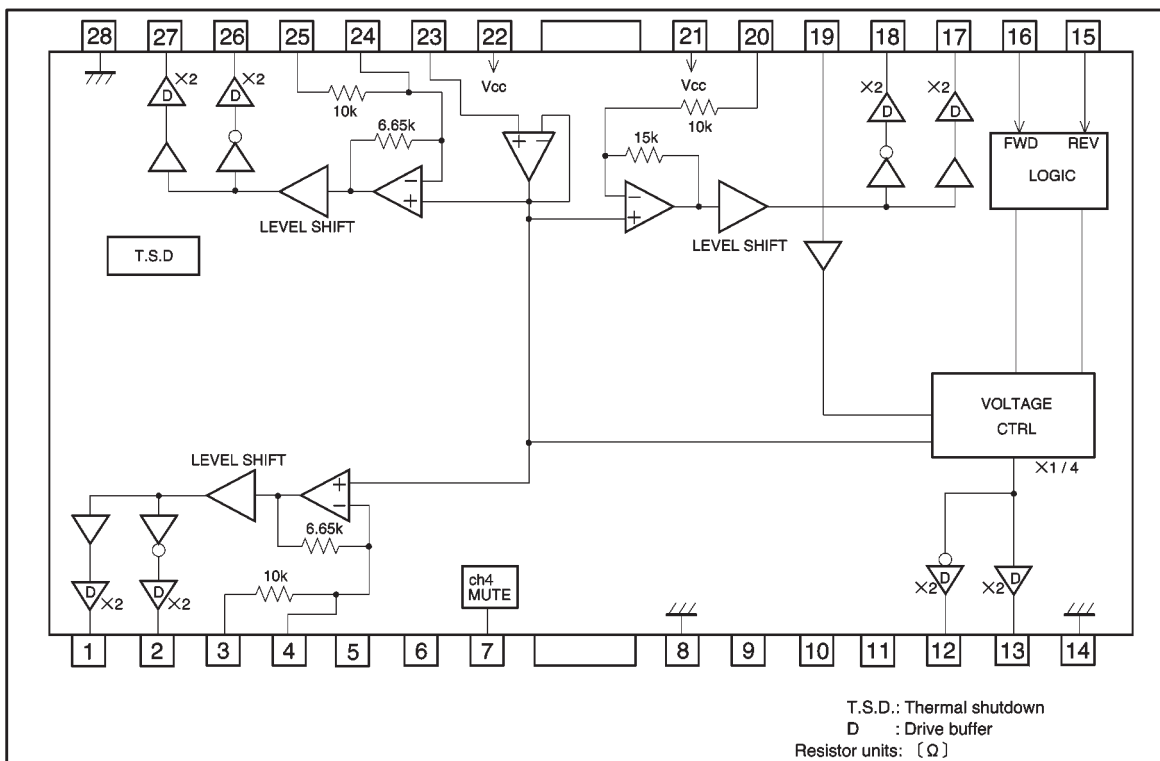 28 27 26 25 24 23 22 21 20 19 18 17 16 15
×2 ×2 Vcc Vcc ×2 ×2
D D D D
10k 10k
6.65k 15k
+ − FWD REV
LOGIC
− +
− +
LEVEL SHIFT LEVEL SHIFT
T.S.D
VOLTAGE
CTRL
×1 / 4
LEVEL SHIFT
+ −
6.65k
10k
ch4
MUTE
D ×2 D ×2 ×2 D ×2 D
1 2 3 4 5 6 7 8 9 10 11 12 13 14
T.S.D.: Thermal shutdown
D : Drive buffer
Resistor units: 〔Ω〕